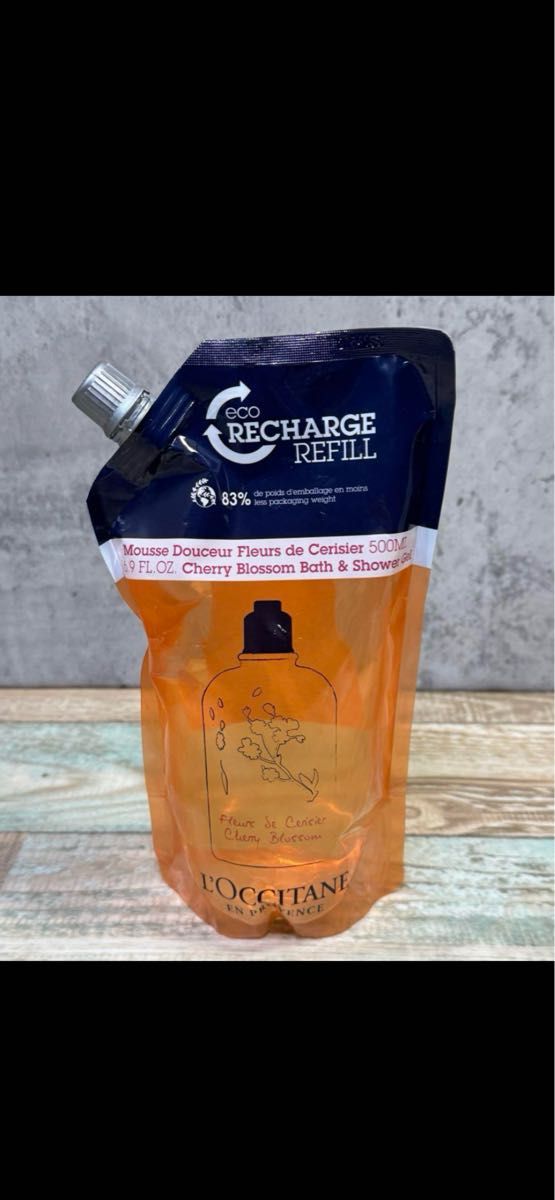 eco
RECHARGE
REFILL
83% de poids d'emballage en moins
less packaging weight
Mousse Douceur Fleurs de Cerisier 500ML
6.9 FL.OZ. Cherry Blossom Bath & Shower Gel
Fleurs de Cerisier
Cherry Blossom
L'OCCITANE
EN PROVENCE